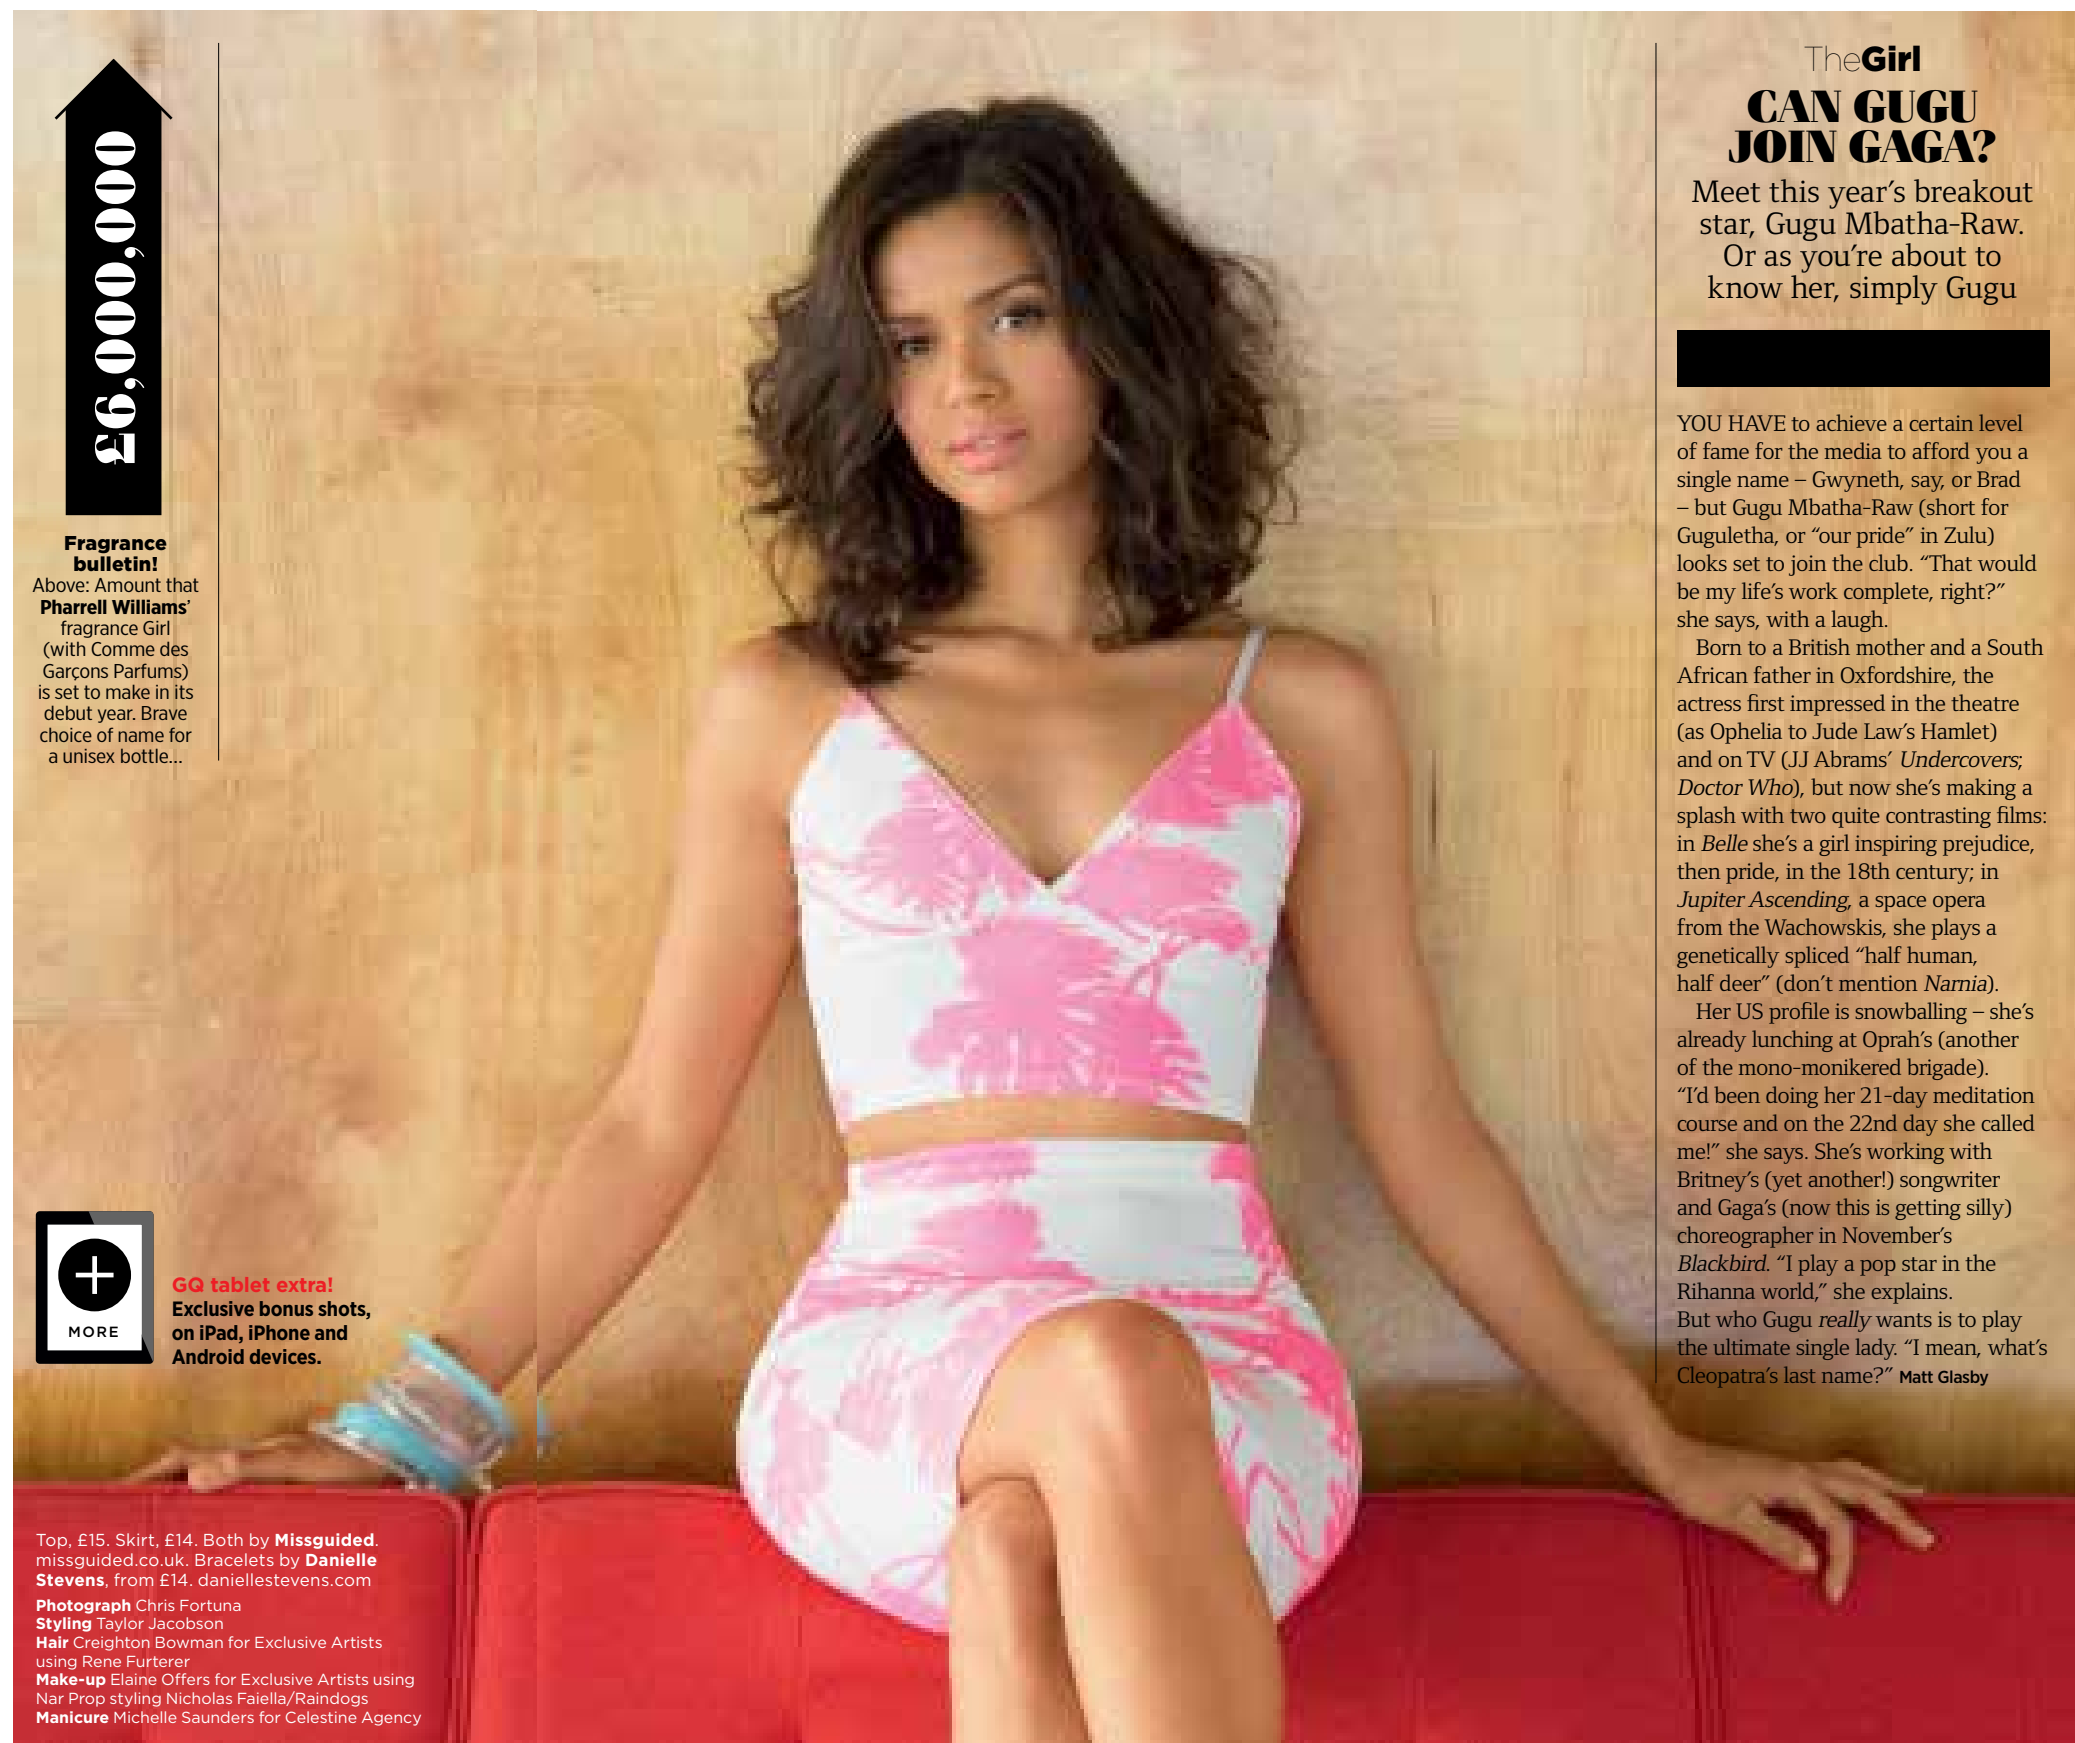 £6,000,000
Fragrance
bulletin!
Above: Amount that
Pharrell Williams’
fragrance Girl
(with Comme des
Garçons Parfums)
is set to make in its
debut year. Brave
choice of name for
a unisex bottle...
MORE
GQ tablet extra!
Exclusive bonus shots,
on iPad, iPhone and
Android devices.
Top, £15. Skirt, £14. Both by Missguided.
missguided.co.uk. Bracelets by Danielle
Stevens, from £14. daniellestevens.com
Photograph Chris Fortuna
Styling Taylor Jacobson
Hair Creighton Bowman for Exclusive Artists
using Rene Furterer
Make-up Elaine Offers for Exclusive Artists using
Nar Prop styling Nicholas Faiella/Raindogs
Manicure Michelle Saunders for Celestine Agency
TheGirl
CAN GUGU
JOIN GAGA?
Meet this year’s breakout
star, Gugu Mbatha-Raw.
Or as you’re about to
know her, simply Gugu
YOU HAVE to achieve a certain level
of fame for the media to afford you a
single name – Gwyneth, say, or Brad
– but Gugu Mbatha-Raw (short for
Guguletha, or “our pride” in Zulu)
looks set to join the club. “That would
be my life’s work complete, right?”
she says, with a laugh.
Born to a British mother and a South
African father in Oxfordshire, the
actress first impressed in the theatre
(as Ophelia to Jude Law’s Hamlet)
and on TV (JJ Abrams’ Undercovers;
Doctor Who), but now she’s making a
splash with two quite contrasting films:
in Belle she’s a girl inspiring prejudice,
then pride, in the 18th century; in
Jupiter Ascending, a space opera
from the Wachowskis, she plays a
genetically spliced “half human,
half deer” (don’t mention Narnia).
Her US profile is snowballing – she’s
already lunching at Oprah’s (another
of the mono-monikered brigade).
“I’d been doing her 21-day meditation
course and on the 22nd day she called
me!” she says. She’s working with
Britney’s (yet another!) songwriter
and Gaga’s (now this is getting silly)
choreographer in November’s
Blackbird. “I play a pop star in the
Rihanna world,” she explains.
But who Gugu really wants is to play
the ultimate single lady. “I mean, what’s
Cleopatra’s last name?” Matt Glasby